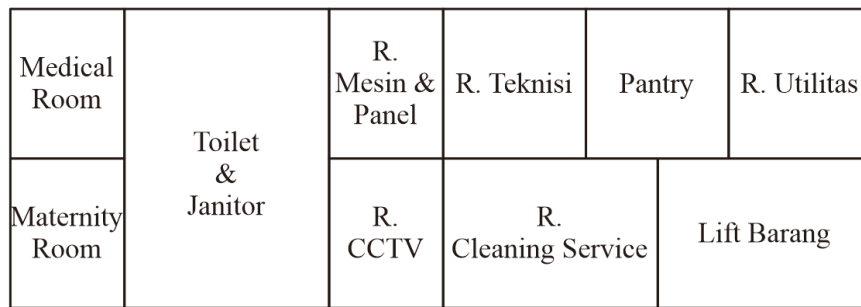 Medical
Room
Toilet
&
Janitor
R.
Mesin &
Panel
R. Teknisi
Pantry
R. Utilitas
Maternity
Room
R.
CCTV
R.
Cleaning Service
Lift Barang